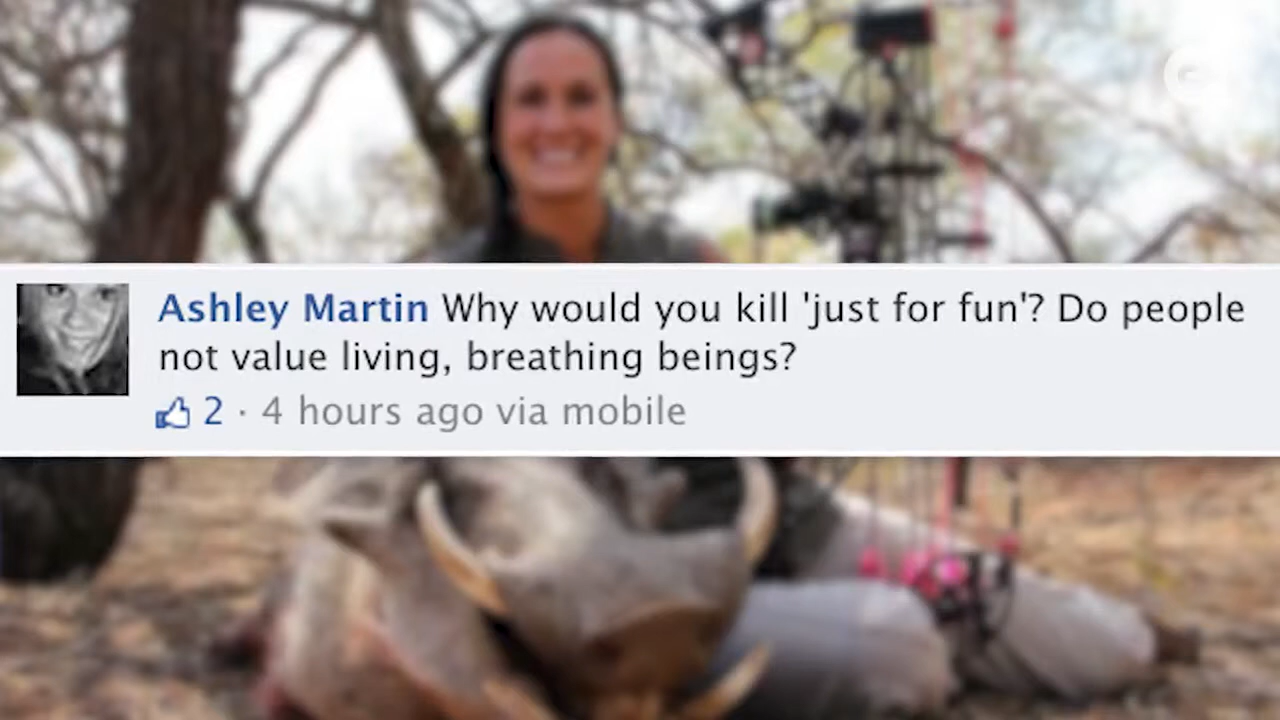 Ashley Martin Why would you kill 'just for fun'? Do people
not value living, breathing beings?
2 · 4 hours ago via mobile